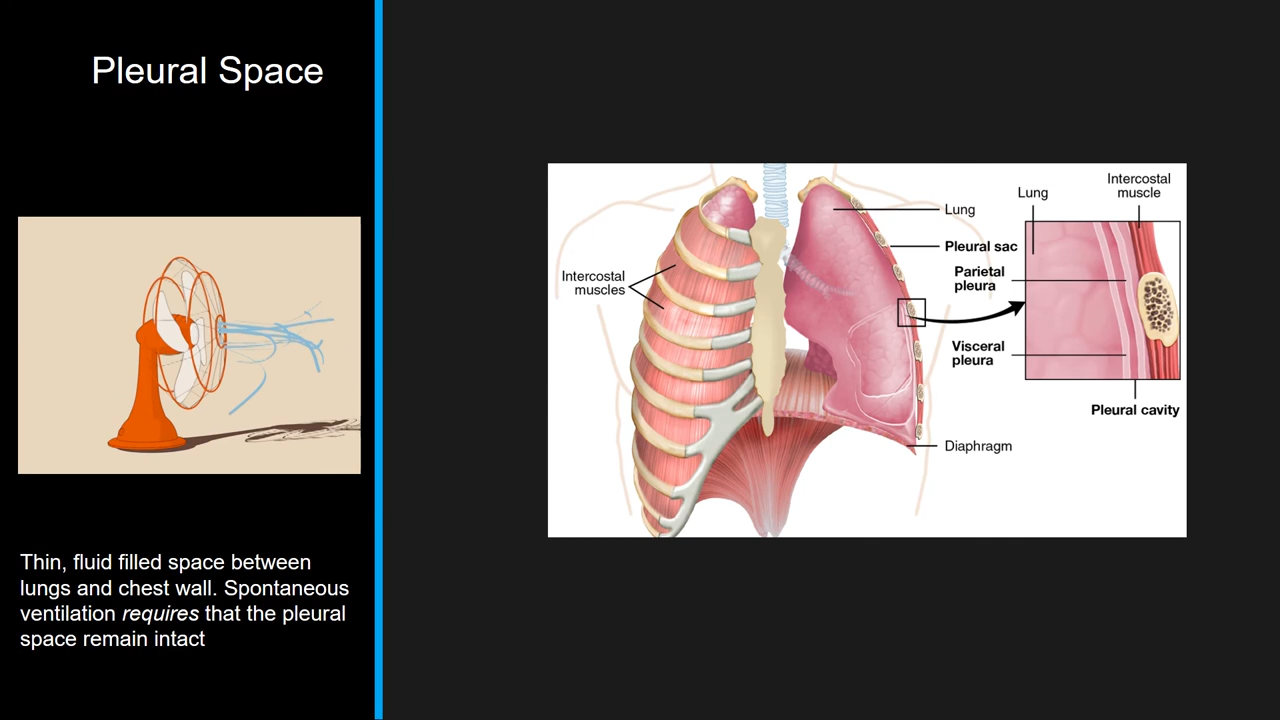 Pleural Space
Thin, fluid filled space between
lungs and chest wall. Spontaneous
ventilation requires that the pleural
space remain intact
Intercostal
muscles
Lung
Pleural sac
Parietal
pleura
Visceral
pleura
Diaphragm
Lung
Intercostal
muscle
Pleural cavity